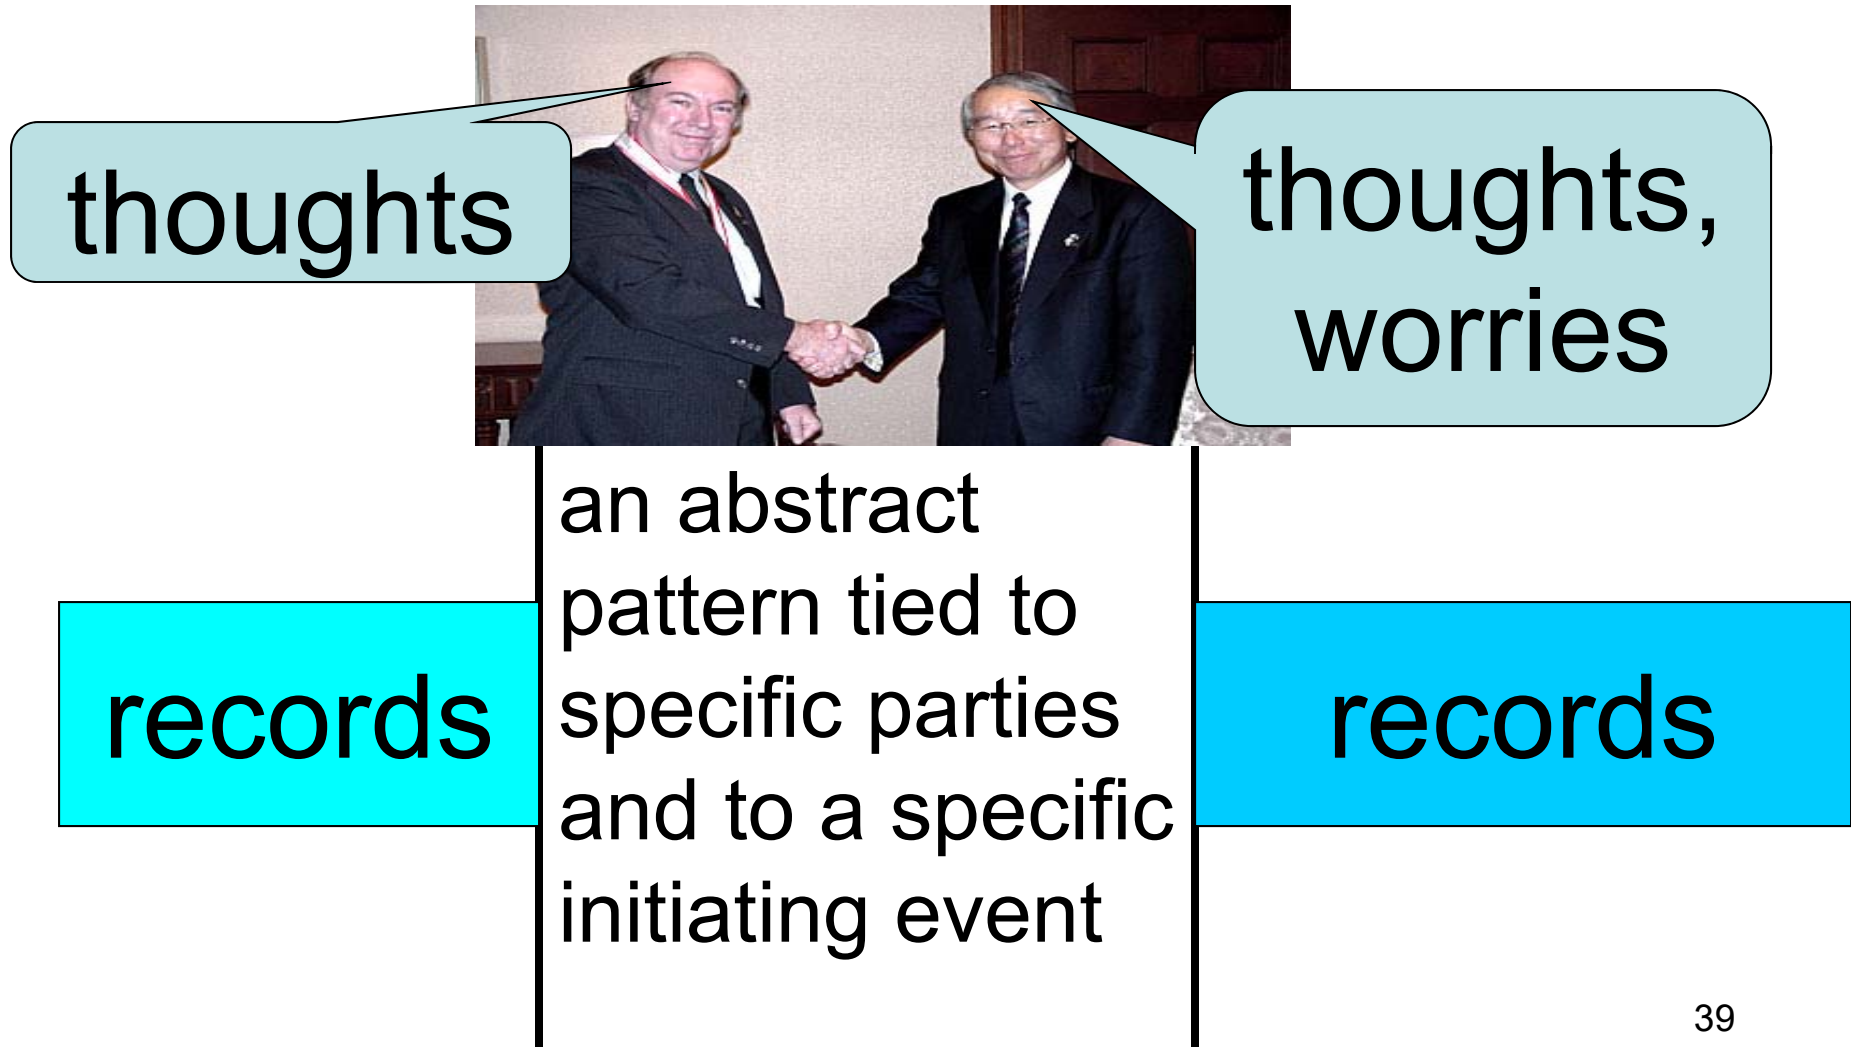 thoughts
thoughts,
worries
an abstract
pattern tied to
specific parties
and to a specific
initiating event
records
records
39